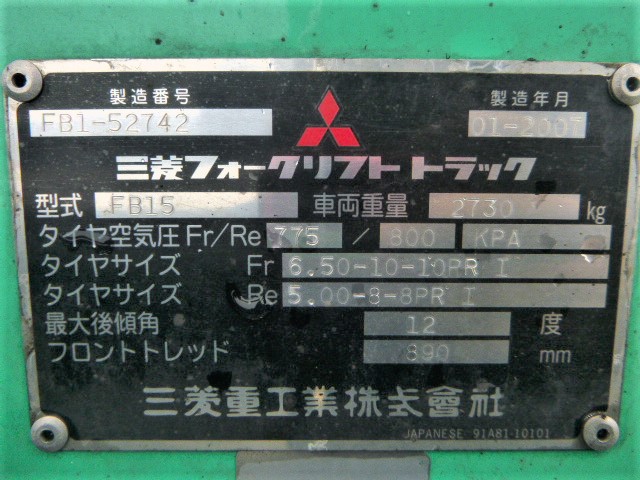 製造番号 製造年月
FB1-52742 01-2007
三菱フォークリフトトラック
型式 FB15 車両重量 2730 kg
タイヤ空気圧 Fr/Re 775 / 800 KPA
タイヤサイズ Fr 6.50-10-10PR I
タイヤサイズ Re 5.00-8-8PR I
最大後傾角 12 度
フロントトレッド 890 mm
三菱重工業株式會社
JAPANESE 91A81-10101